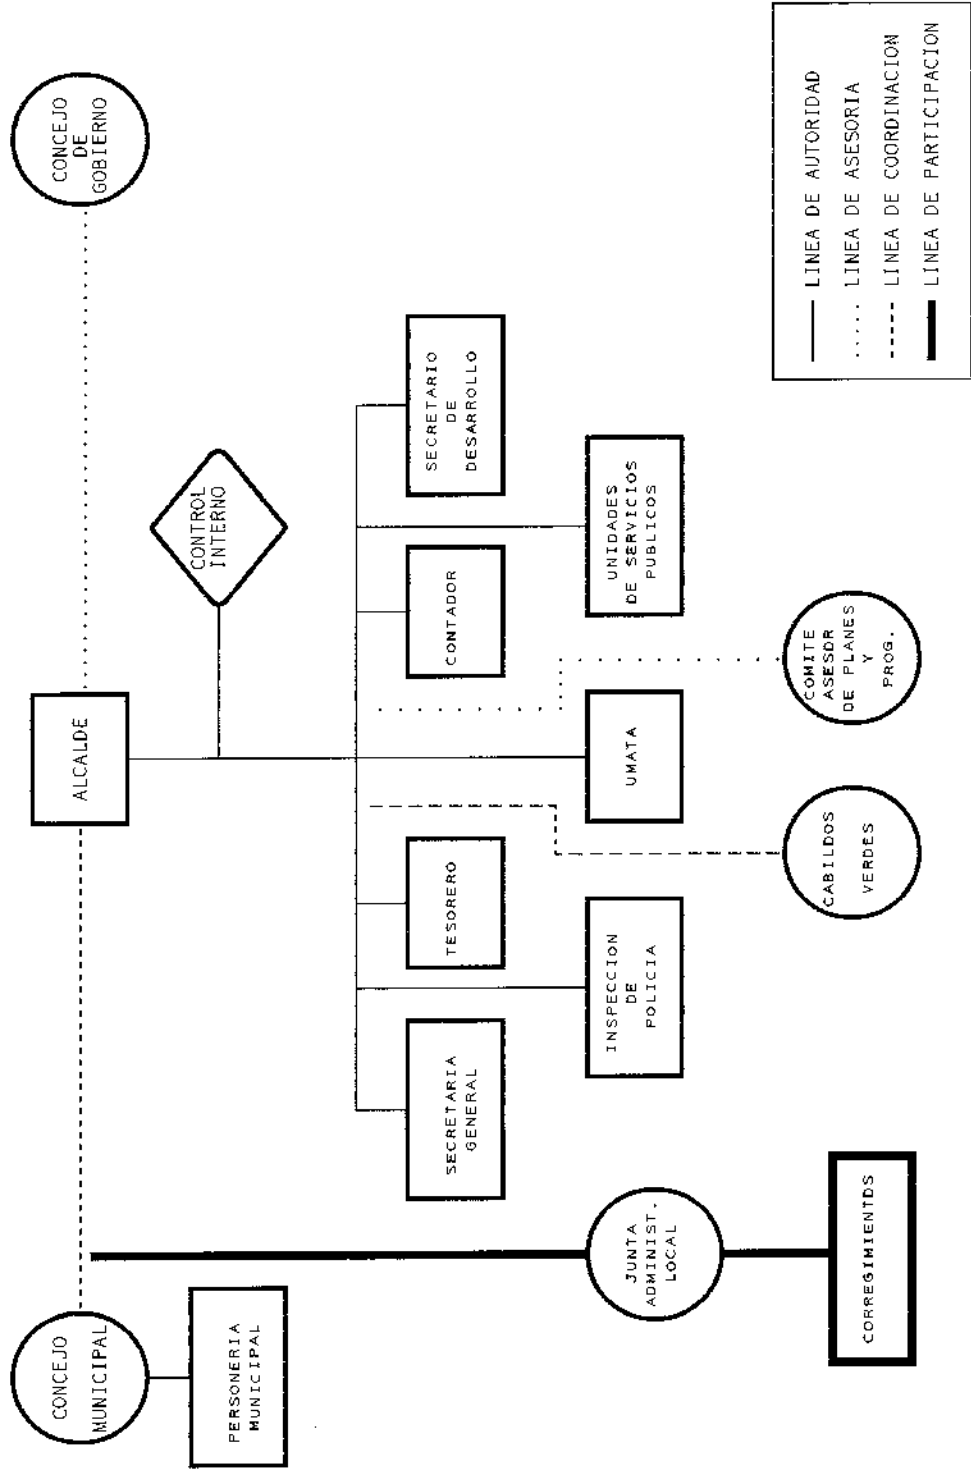 CONCEJO
MUNICIPAL
ALCALDE
CONCEJO
DE
GOBIERNO
PERSONERIA
MUNICIPAL
CONTROL
INTERNO
SECRETARIA
GENERAL
TESORERO
CONTADOR
SECRETARIO
DE
DESARROLLO
JUNTA
ADMINIST.
LOCAL
INSPECCION
DE
POLICIA
UMATA
UNIDADES
DE SERVICIOS
PUBLICOS
CORREGIMIENTOS
CABILDOS
VERDES
COMITE
ASESOR
DE PLANES
Y
PROG.
LINEA DE AUTORIDAD
LINEA DE ASESORIA
LINEA DE COORDINACION
LINEA DE PARTICIPACION